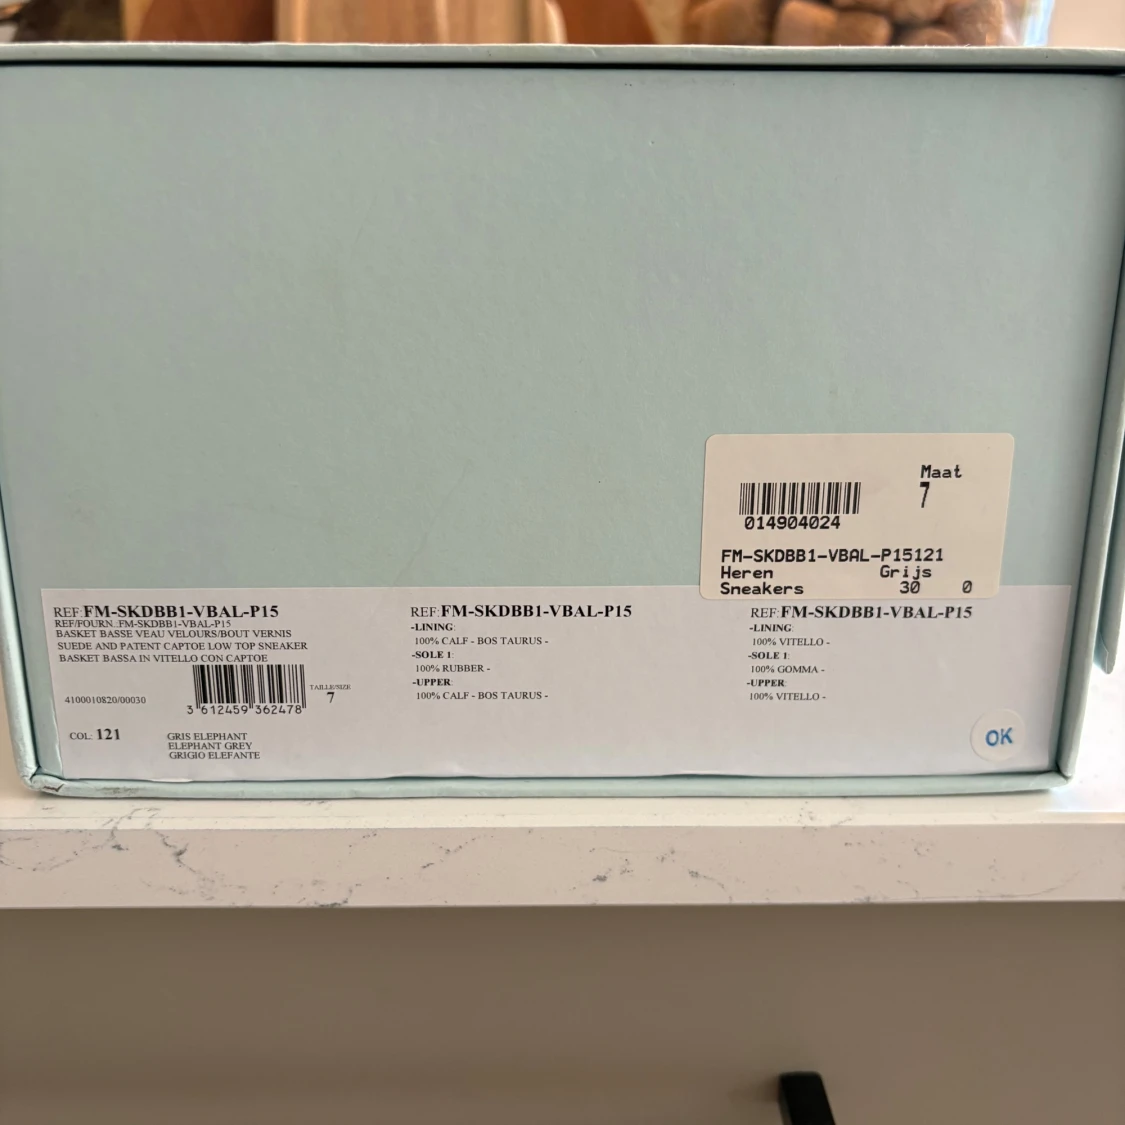 Maat
7
014904024
FM-SKDBB1-VBAL-P15121
Heren Grijs
Sneakers 30 0
REF:FM-SKDBB1-VBAL-P15
REF/FOURN.:FM-SKDBB1-VBAL-P15
BASKET BASSE VEAU VELOURS/BOUT VERNIS
SUEDE AND PATENT CAPTOE LOW TOP SNEAKER
BASKET BASSA IN VITELLO CON CAPTOE
4100010820/00030
3 612459 362478
TAILLE/SIZE
7
COL: 121
GRIS ELEPHANT
ELEPHANT GREY
GRIGIO ELEFANTE
REF:FM-SKDBB1-VBAL-P15
-LINING:
100% CALF - BOS TAURUS -
-SOLE 1:
100% RUBBER -
-UPPER:
100% CALF - BOS TAURUS -
REF:FM-SKDBB1-VBAL-P15
-LINING:
100% VITELLO -
-SOLE 1:
100% GOMMA -
-UPPER:
100% VITELLO -
OK